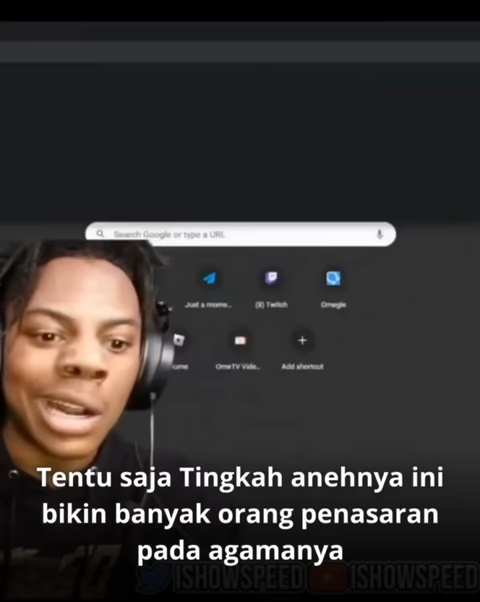 Search Google or type a URL
Just a mome...
(8) Twitch
Omegle
ume
OmeTV Vide...
Add shortcut
Tentu saja Tingkah anehnya ini
bikin banyak orang penasaran
pada agamanya
ISHOWSPEED ISHOWSPEED